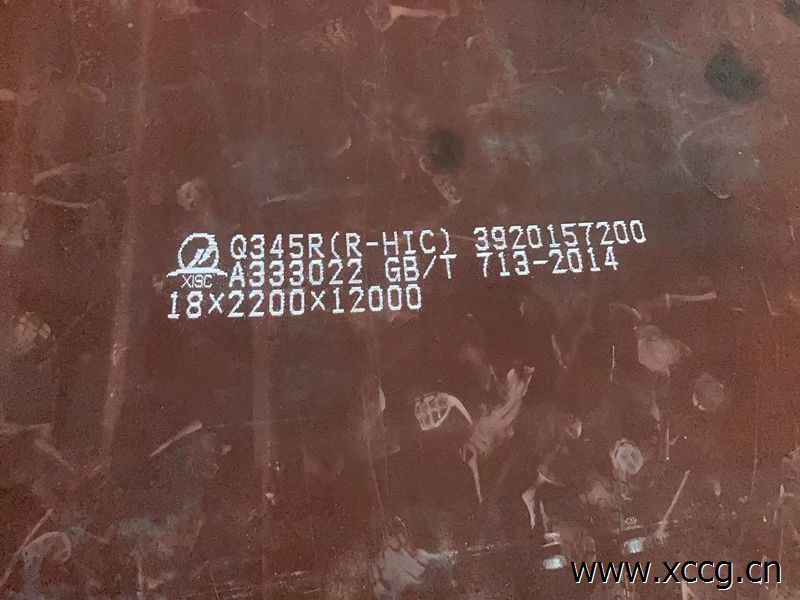 Q345R(R-HIC) 3920157200
XISC A333022 GB/T 713-2014
18×2200×12000
www.xccg.cn